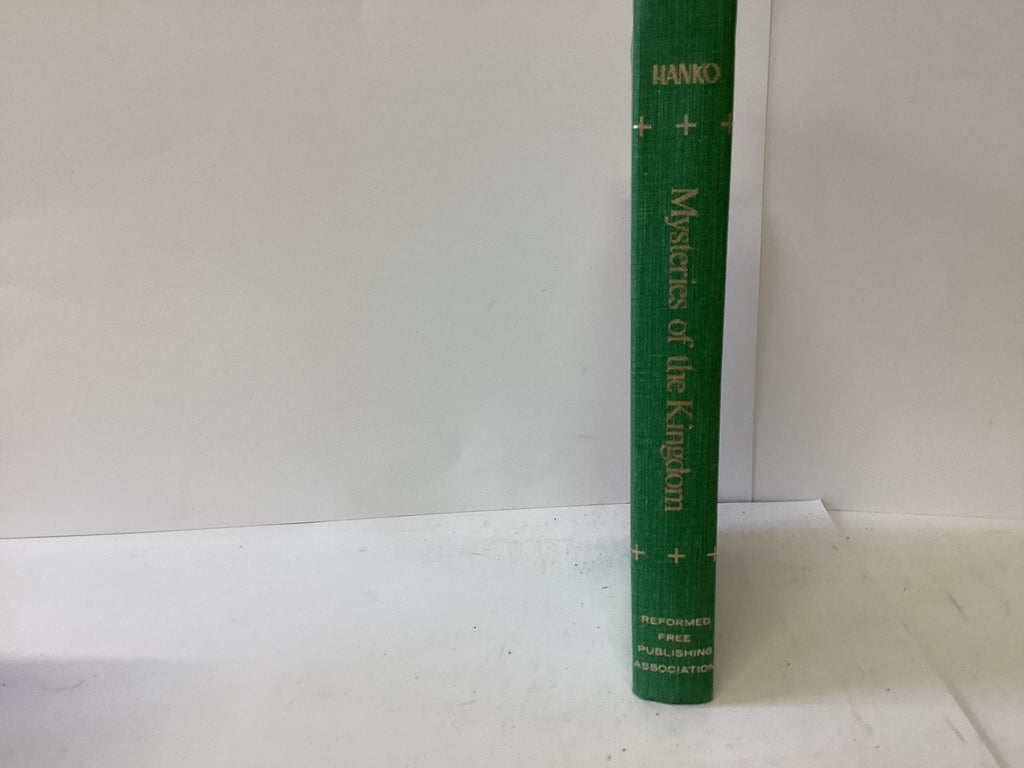 HANKO
Mysteries of the Kingdom
REFORMED
FREE
PUBLISHING
ASSOCIATION